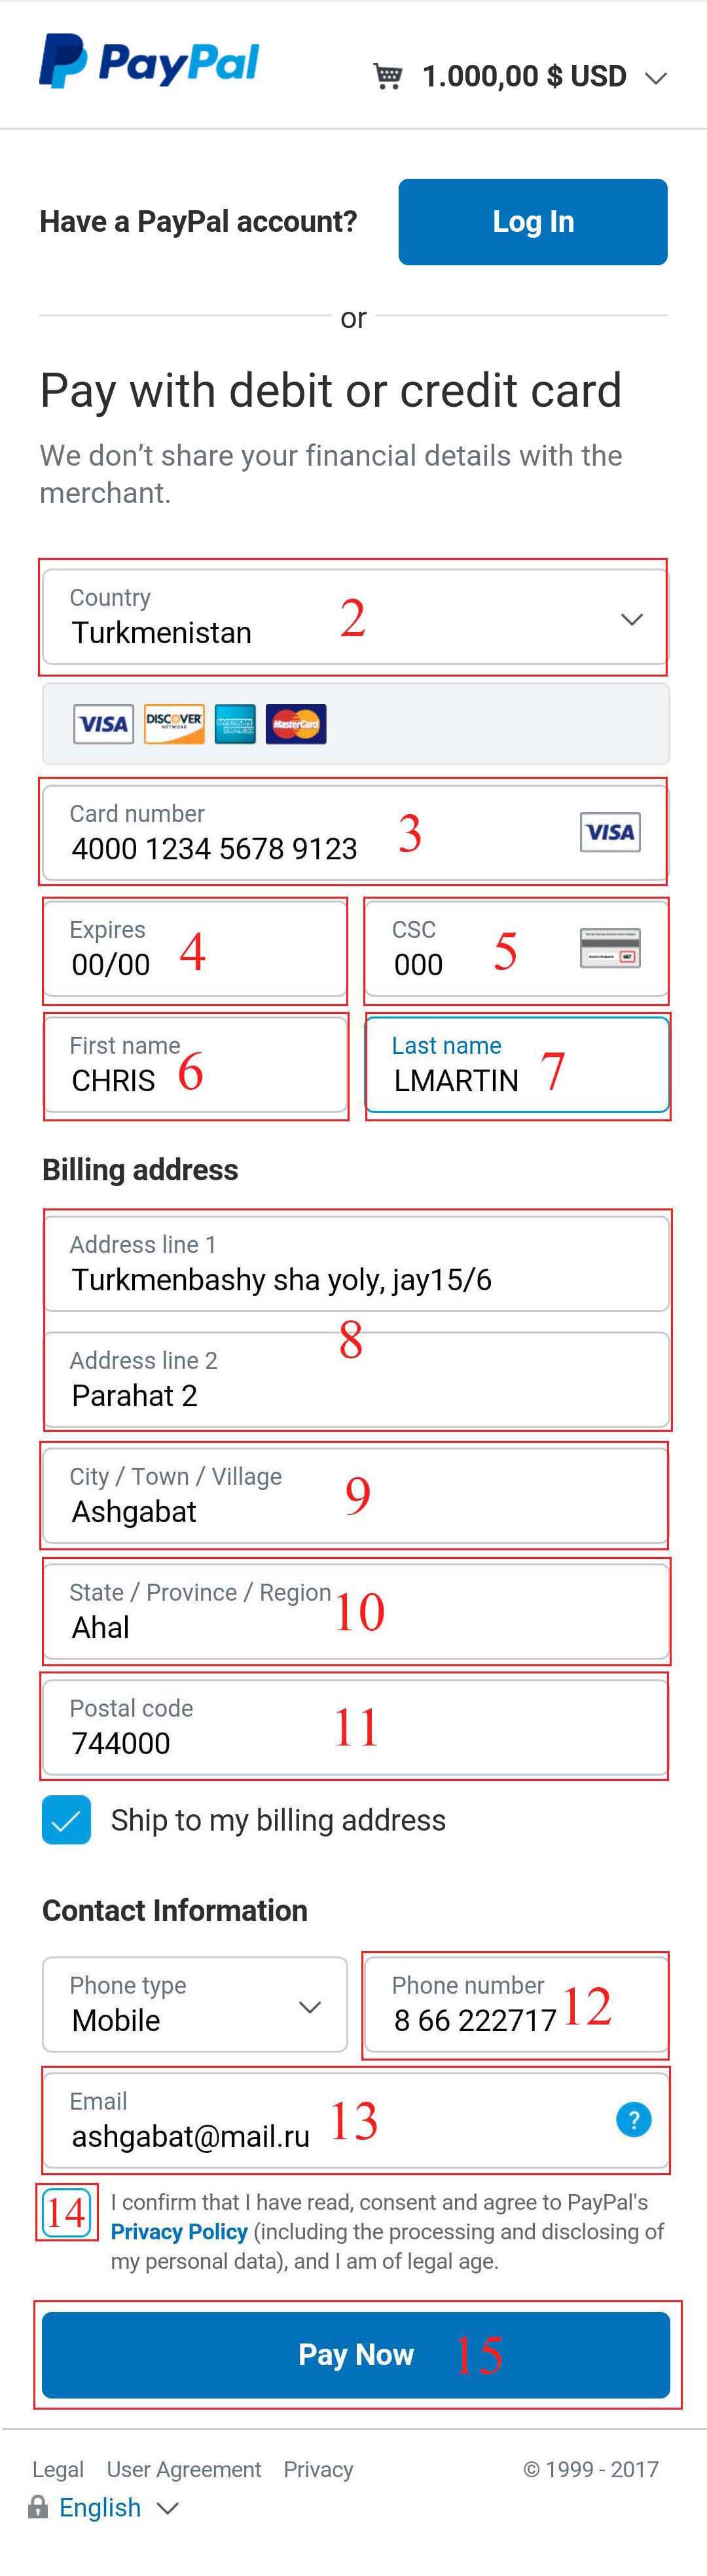 PayPal
1.000,00 $ USD
Have a PayPal account?
Log In
or
Pay with debit or credit card
We don’t share your financial details with the
merchant.
Country
Turkmenistan
2
VISA DISCOVER NETWORK AMERICAN EXPRESS MasterCard
Card number
4000 1234 5678 9123
3
VISA
Expires
00/00
4
CSC
000
5
First name
CHRIS
6
Last name
LMARTIN
7
Billing address
Address line 1
Turkmenbashy sha yoly, jay15/6
8
Address line 2
Parahat 2
City / Town / Village
Ashgabat
9
State / Province / Region
Ahal
10
Postal code
744000
11
Ship to my billing address
Contact Information
Phone type
Mobile
Phone number
8 66 222717
12
Email
ashgabat@mail.ru
13
?
14
I confirm that I have read, consent and agree to PayPal's
Privacy Policy (including the processing and disclosing of
my personal data), and I am of legal age.
Pay Now
15
Legal User Agreement Privacy © 1999 - 2017
English